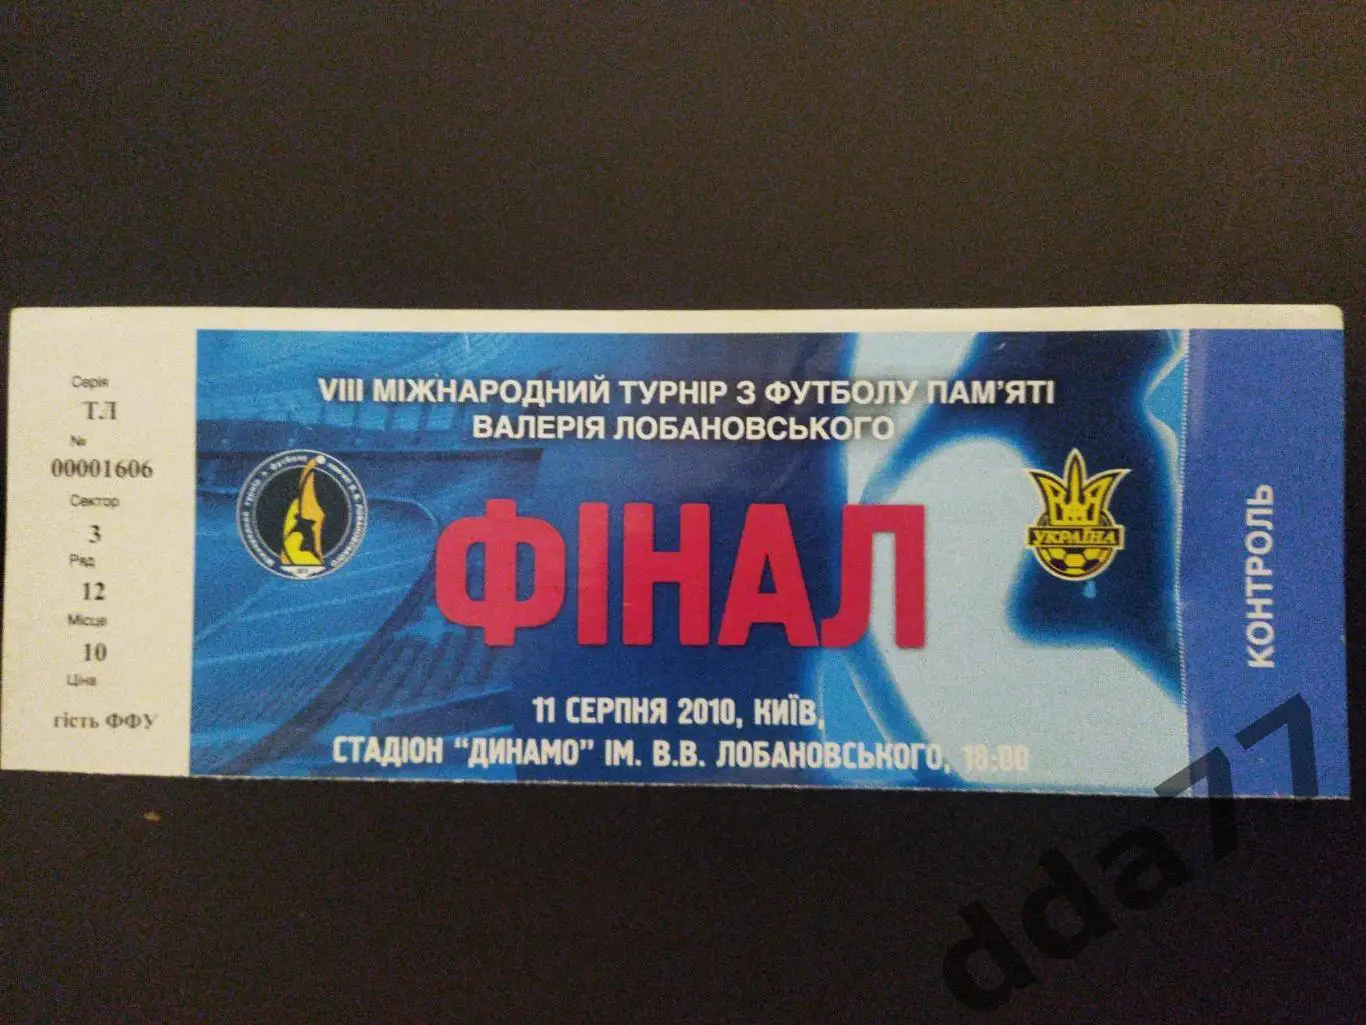 Серія
Т.Л
№
00001606
Сектор
3
Ряд
12
Місце
10
Ціна
гість ФФУ
VIII МІЖНАРОДНИЙ ТУРНІР З ФУТБОЛУ ПАМ'ЯТІ
ВАЛЕРІЯ ЛОБАНОВСЬКОГО
УКРАЇНА
ФІНАЛ
11 СЕРПНЯ 2010, КИЇВ,
СТАДІОН "ДИНАМО" ІМ. В.В. ЛОБАНОВСЬКОГО, 18:00
КОНТРОЛЬ
dda77